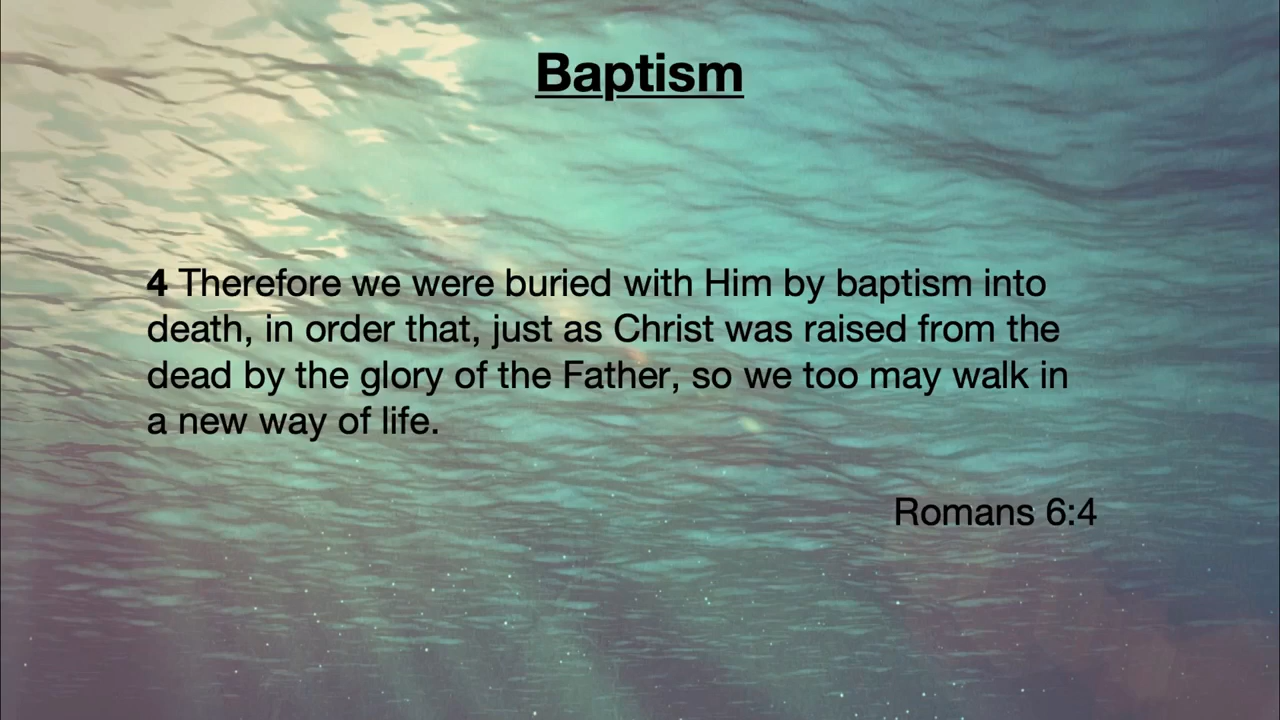 Baptism
4 Therefore we were buried with Him by baptism into
death, in order that, just as Christ was raised from the
dead by the glory of the Father, so we too may walk in
a new way of life.
Romans 6:4